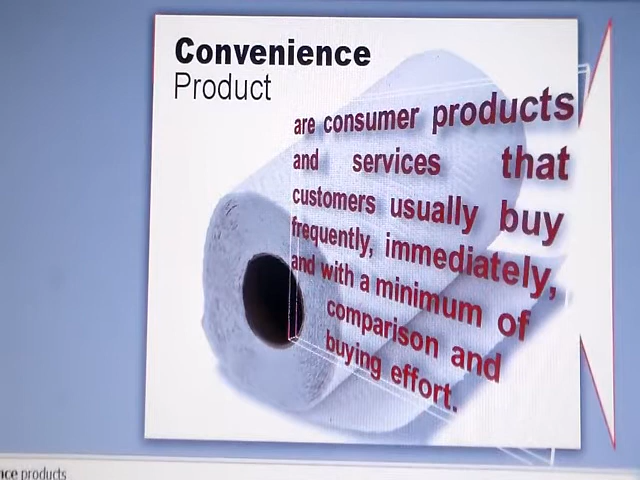 Convenience
Product
are consumer products
and services that
customers usually buy
frequently, immediately,
and with a minimum of
comparison and
buying effort.
nce products